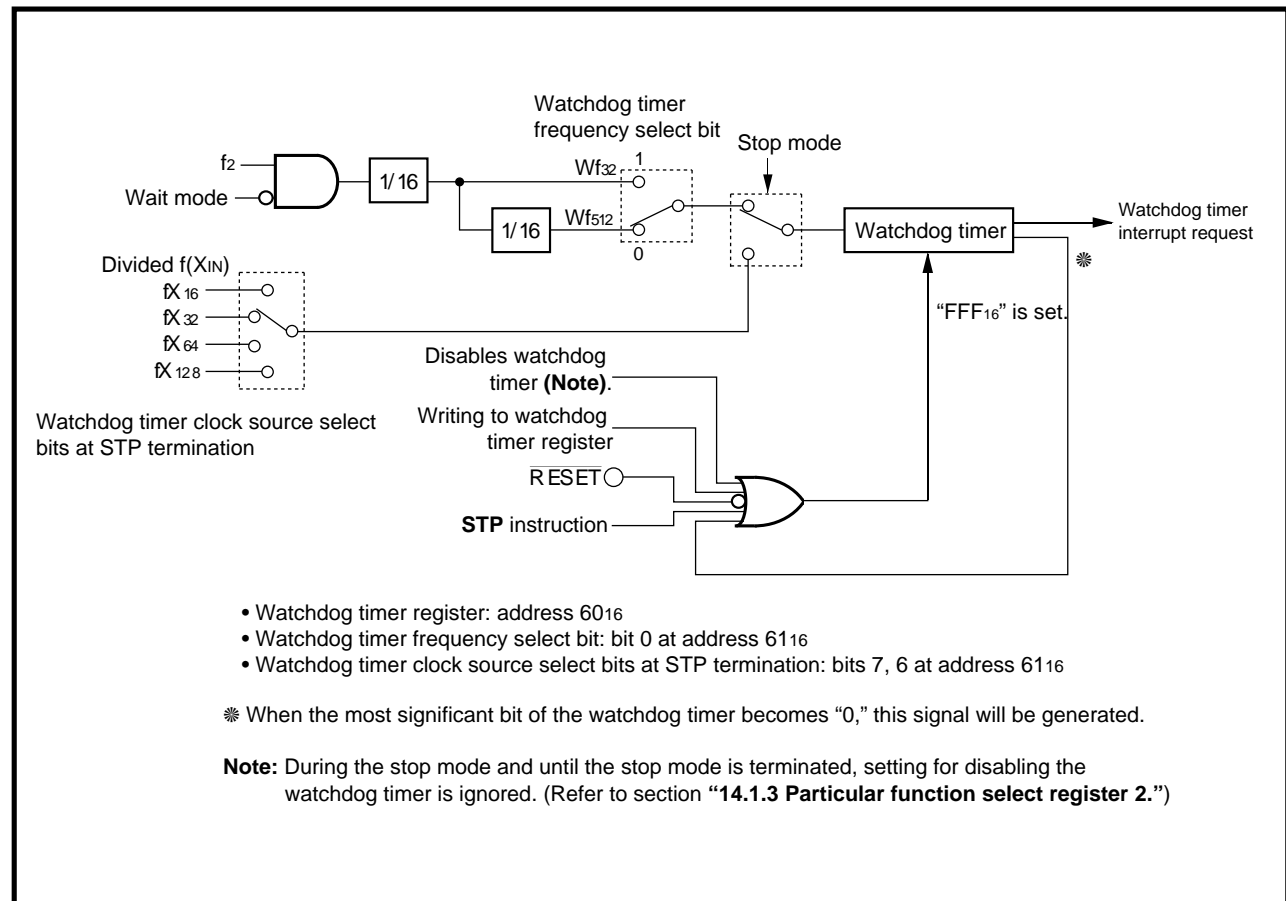 Watchdog timer
frequency select bit
Stop mode
f2
Wait mode
1/16
Wf32
1
1/16
Wf512
0
Watchdog timer
Watchdog timer
interrupt request
❋
Divided f(XIN)
fX16
fX32
fX64
fX128
"FFF16" is set.
Watchdog timer clock source select
bits at STP termination
Disables watchdog
timer (Note).
Writing to watchdog
timer register
RESET
STP instruction
• Watchdog timer register: address 6016
• Watchdog timer frequency select bit: bit 0 at address 6116
• Watchdog timer clock source select bits at STP termination: bits 7, 6 at address 6116
❋ When the most significant bit of the watchdog timer becomes “0,” this signal will be generated.
Note: During the stop mode and until the stop mode is terminated, setting for disabling the
watchdog timer is ignored. (Refer to section “14.1.3 Particular function select register 2.”)